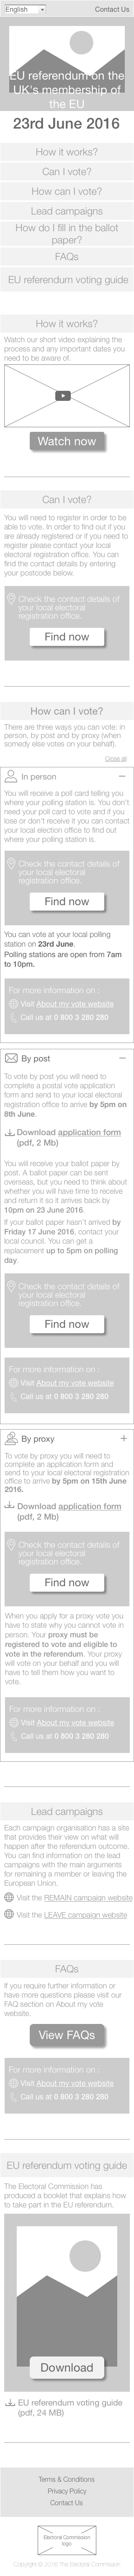 English
Contact Us
EU referendum on the
UK's membership of
the EU
23rd June 2016
How it works?
Can I vote?
How can I vote?
Lead campaigns
How do I fill in the ballot
paper?
FAQs
EU referendum voting guide
How it works?
Watch our short video explaining the
process and any important dates you
need to be aware of.
Watch now
Can I vote?
You will need to register in order to be
able to vote. In order to find out if you
are already registered or if you need to
register please contact your local
electoral registration office. You can
find the contact details by entering
your postcode below.
Check the contact details of
your local electoral
registration office.
Find now
How can I vote?
There are three ways you can vote: in
person, by post and by proxy (when
somedy else votes on your behalf).
Close all
In person
You will receive a poll card telling you
where your polling station is. You don't
need your poll card to vote and if you
lose or don't receive it you can contact
your local election office to find out
where your polling station is.
Check the contact details of
your local electoral
registration office.
Find now
You can vote at your local polling
station on 23rd June.
Polling stations are open from 7am
to 10pm.
For more information on :
Visit About my vote website
Call us at 0 800 3 280 280
By post
To vote by post you will need to
complete a postal vote application
form and send to your local electoral
registration office to arrive by 5pm on
8th June.
Download application form
(pdf, 2 Mb)
You will receive your ballot paper by
post. A ballot paper can be sent
overseas, but you need to think about
whether you will have time to receive
and return it so it arrives back by
10pm on 23 June 2016.
If your ballot paper hasn't arrived by
Friday 17 June 2016, contact your
local council. You can get a
replacement up to 5pm on polling
day.
Check the contact details of
your local electoral
registration office.
Find now
For more information on :
Visit About my vote website
Call us at 0 800 3 280 280
By proxy
To vote by proxy you will need to
complete an application form and
send to your local electoral registration
office to arrive by 5pm on 15th June
2016.
Download application form
(pdf, 2 Mb)
Check the contact details of
your local electoral
registration office.
Find now
When you apply for a proxy vote you
have to state why you cannot vote in
person. Your proxy must be
registered to vote and eligible to
vote in the referendum. Your proxy
will vote on your behalf and you will
have to tell them how you want to
vote.
For more information on :
Visit About my vote website
Call us at 0 800 3 280 280
Lead campaigns
Each campaign organisation has a site
that provides their view on what will
happen after the referendum outcome.
You can find information on the lead
campaigns with the main arguments
for remaining a member or leaving the
European Union.
Visit the REMAIN campaign website
Visit the LEAVE campaign website
FAQs
If you require further information or
have more questions please visit our
FAQ section on About my vote
website.
View FAQs
For more information on :
Visit About my vote website
Call us at 0 800 3 280 280
EU referendum voting guide
The Electoral Commission has
produced a booklet that explains how
to take part in the EU referendum.
Download
EU referendum voting guide
(pdf, 24 MB)
Terms & Conditions
Privacy Policy
Contact Us
Electoral Commission
logo
Copyright © 2016 The Electoral Commission